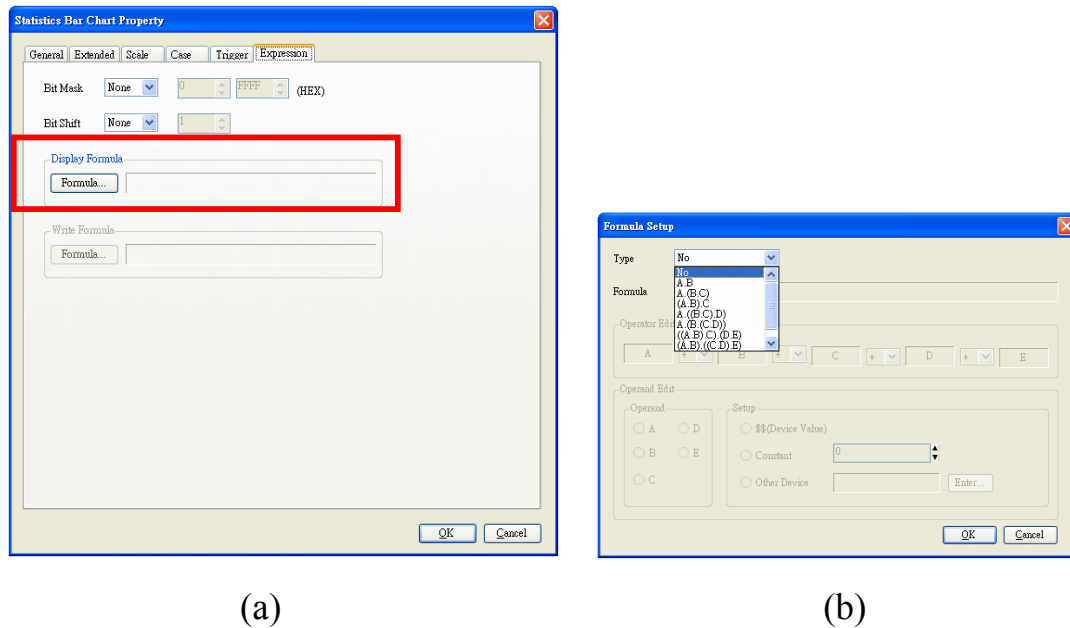 Statistics Bar Chart Property
General Extended Scale Case Trigger Expression
Bit Mask None 0 FFFF (HEX)
Bit Shift None 1
Display Formula
Formula...
Write Formula
Formula...
OK Cancel
(a)
Formula Setup
Type No
No
A.B
A.(B.C)
(A.B).C
A.((B.C).D)
A.(B.(C.D))
((A.B).C).(D.E)
(A.B).((C.D).E)
Formula
Operator Edi
A + B + C + D + E
Operand Edit
Operand
A D
B E
C
Setup
$$(Device Value)
Constant 0
Other Device Enter...
OK Cancel
(b)